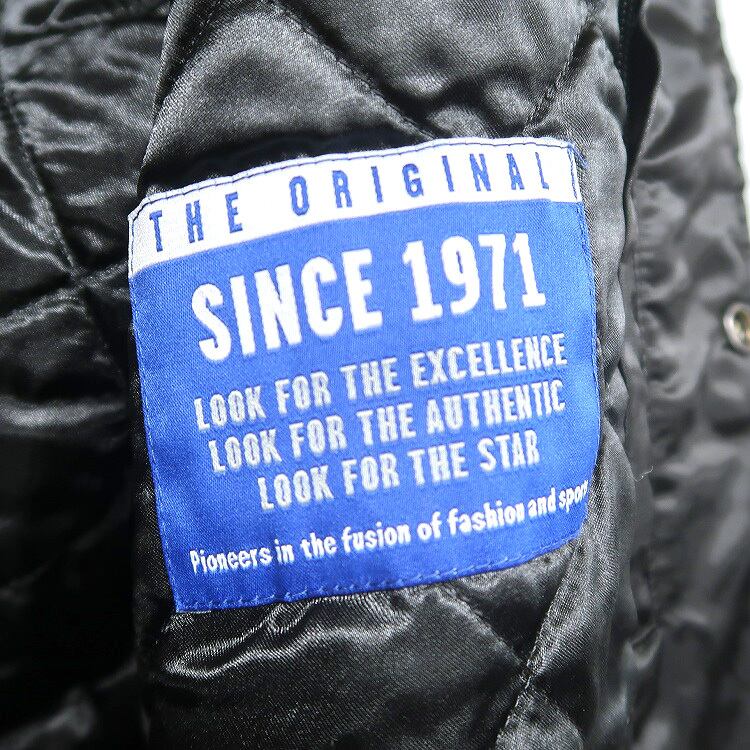 THE ORIGINAL
SINCE 1971
LOOK FOR THE EXCELLENCE
LOOK FOR THE AUTHENTIC
LOOK FOR THE STAR
Pioneers in the fusion of fashion and sport